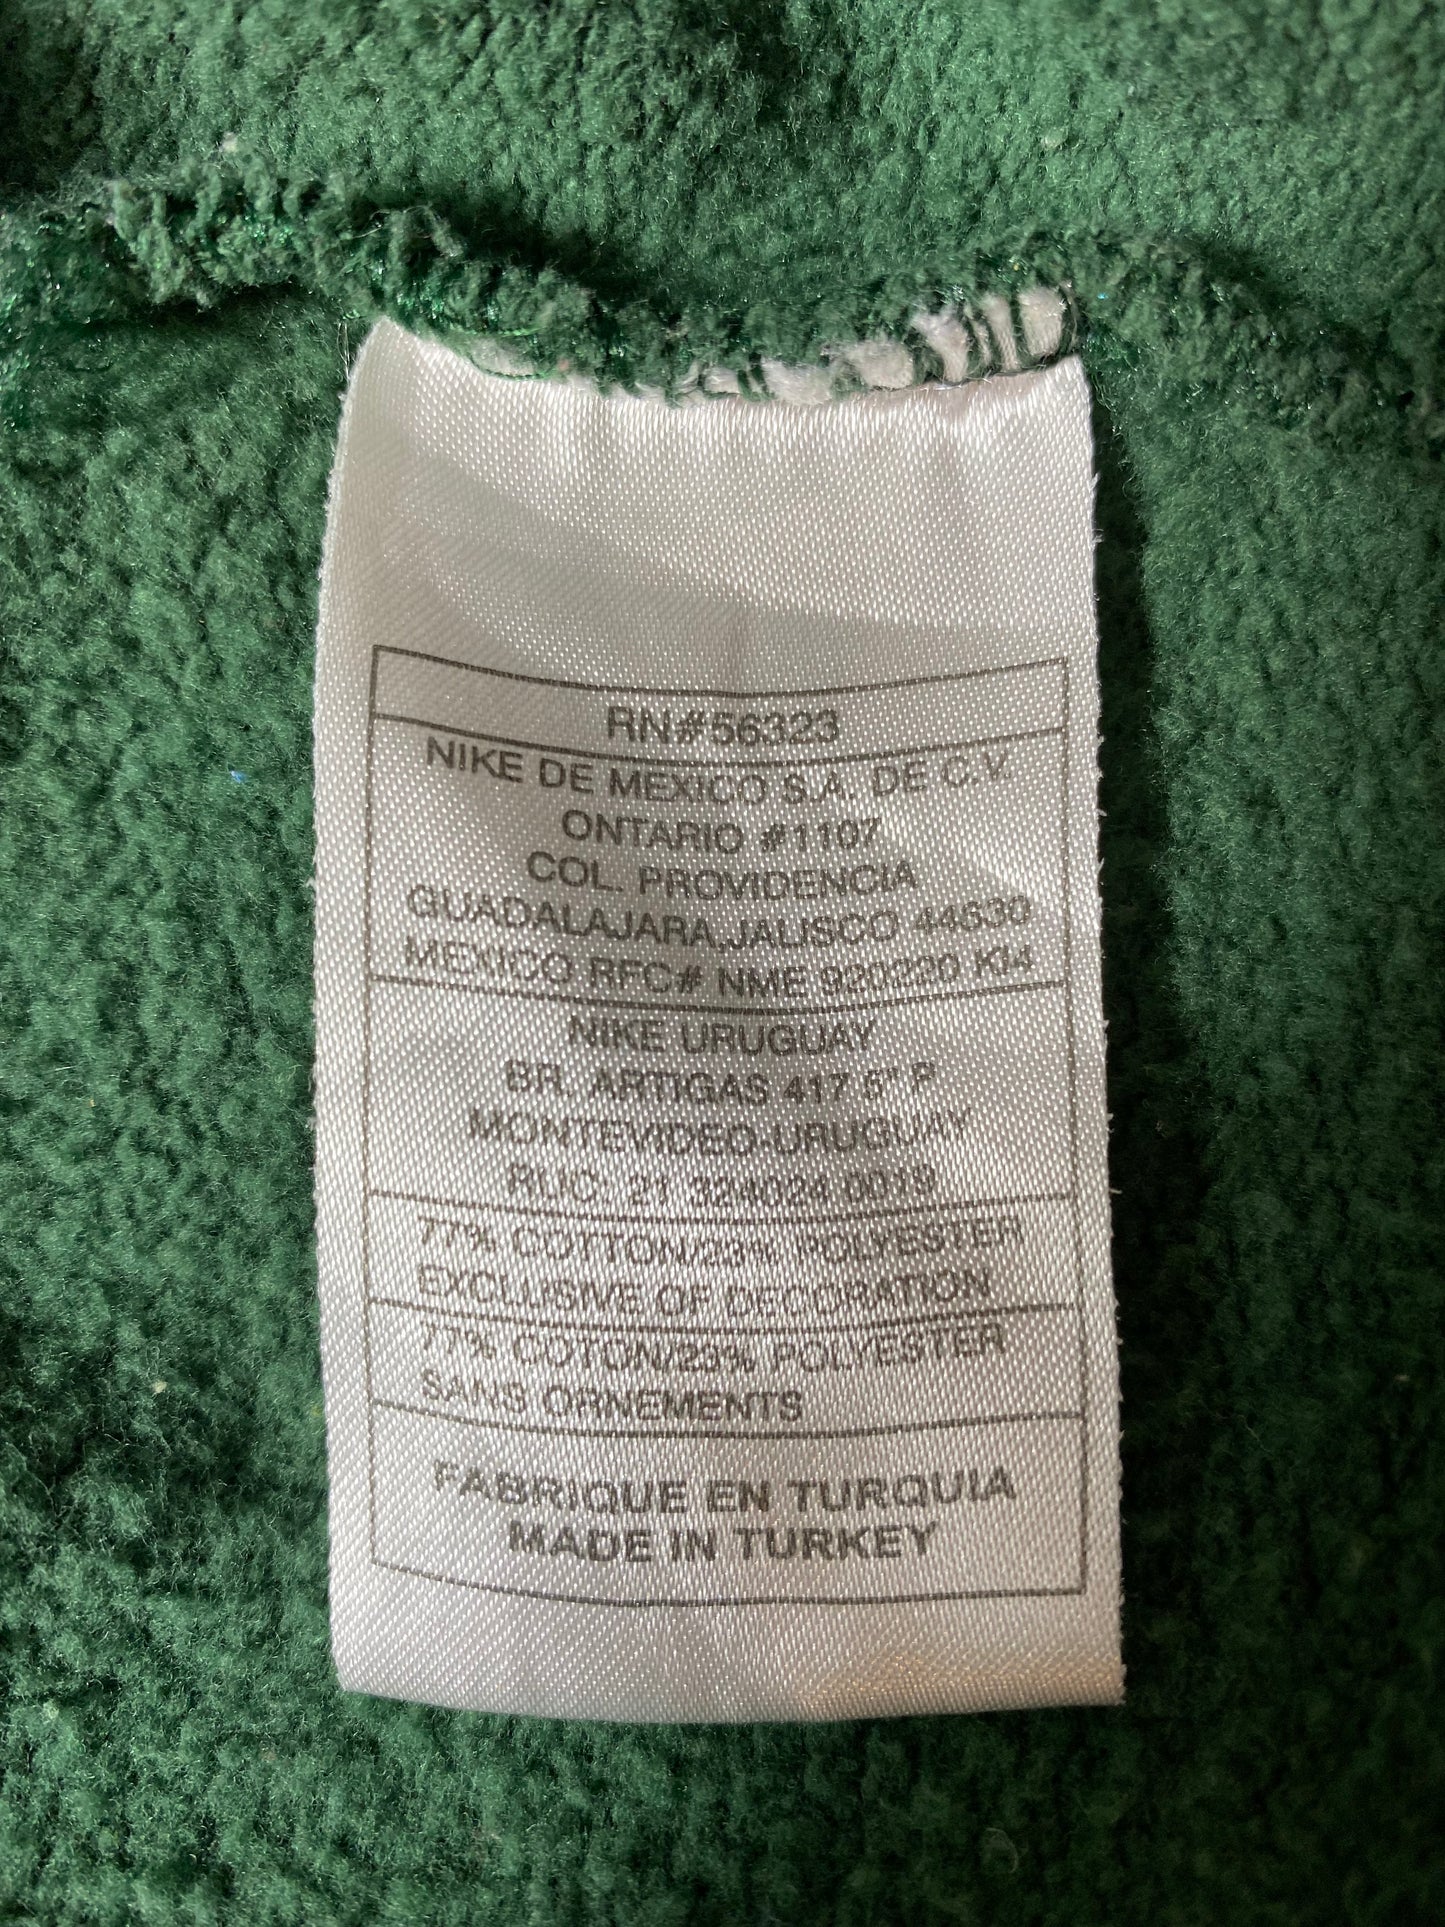 RN#56323
NIKE DE MEXICO S.A. DE C.V.
ONTARIO #1107
COL. PROVIDENCIA
GUADALAJARA,JALISCO 44630
MEXICO RFC# NME 920220 KI4
NIKE URUGUAY
BR. ARTIGAS 417 5" P
MONTEVIDEO-URUGUAY
RUC: 21 324024 0019
77% COTTON/23% POLYESTER
EXCLUSIVE OF DECORATION
77% COTON/23% POLYESTER
SANS ORNEMENTS
FABRIQUE EN TURQUIA
MADE IN TURKEY